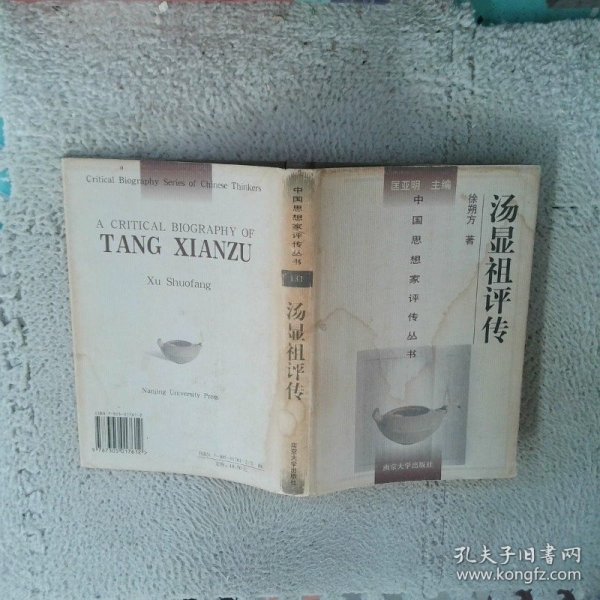 Critical Biography Series of Chinese Thinkers
A CRITICAL BIOGRAPHY OF
TANG XIANZU
Xu Shuofang
Nanjing University Press
9 787305 017612
中国思想家评传丛书
131
汤显祖评传
南京大学出版社
匡亚明 主编
中国思想家评传丛书
徐朔方 著
汤显祖评传
南京大学出版社
孔夫子旧书网
www.kongfz.com